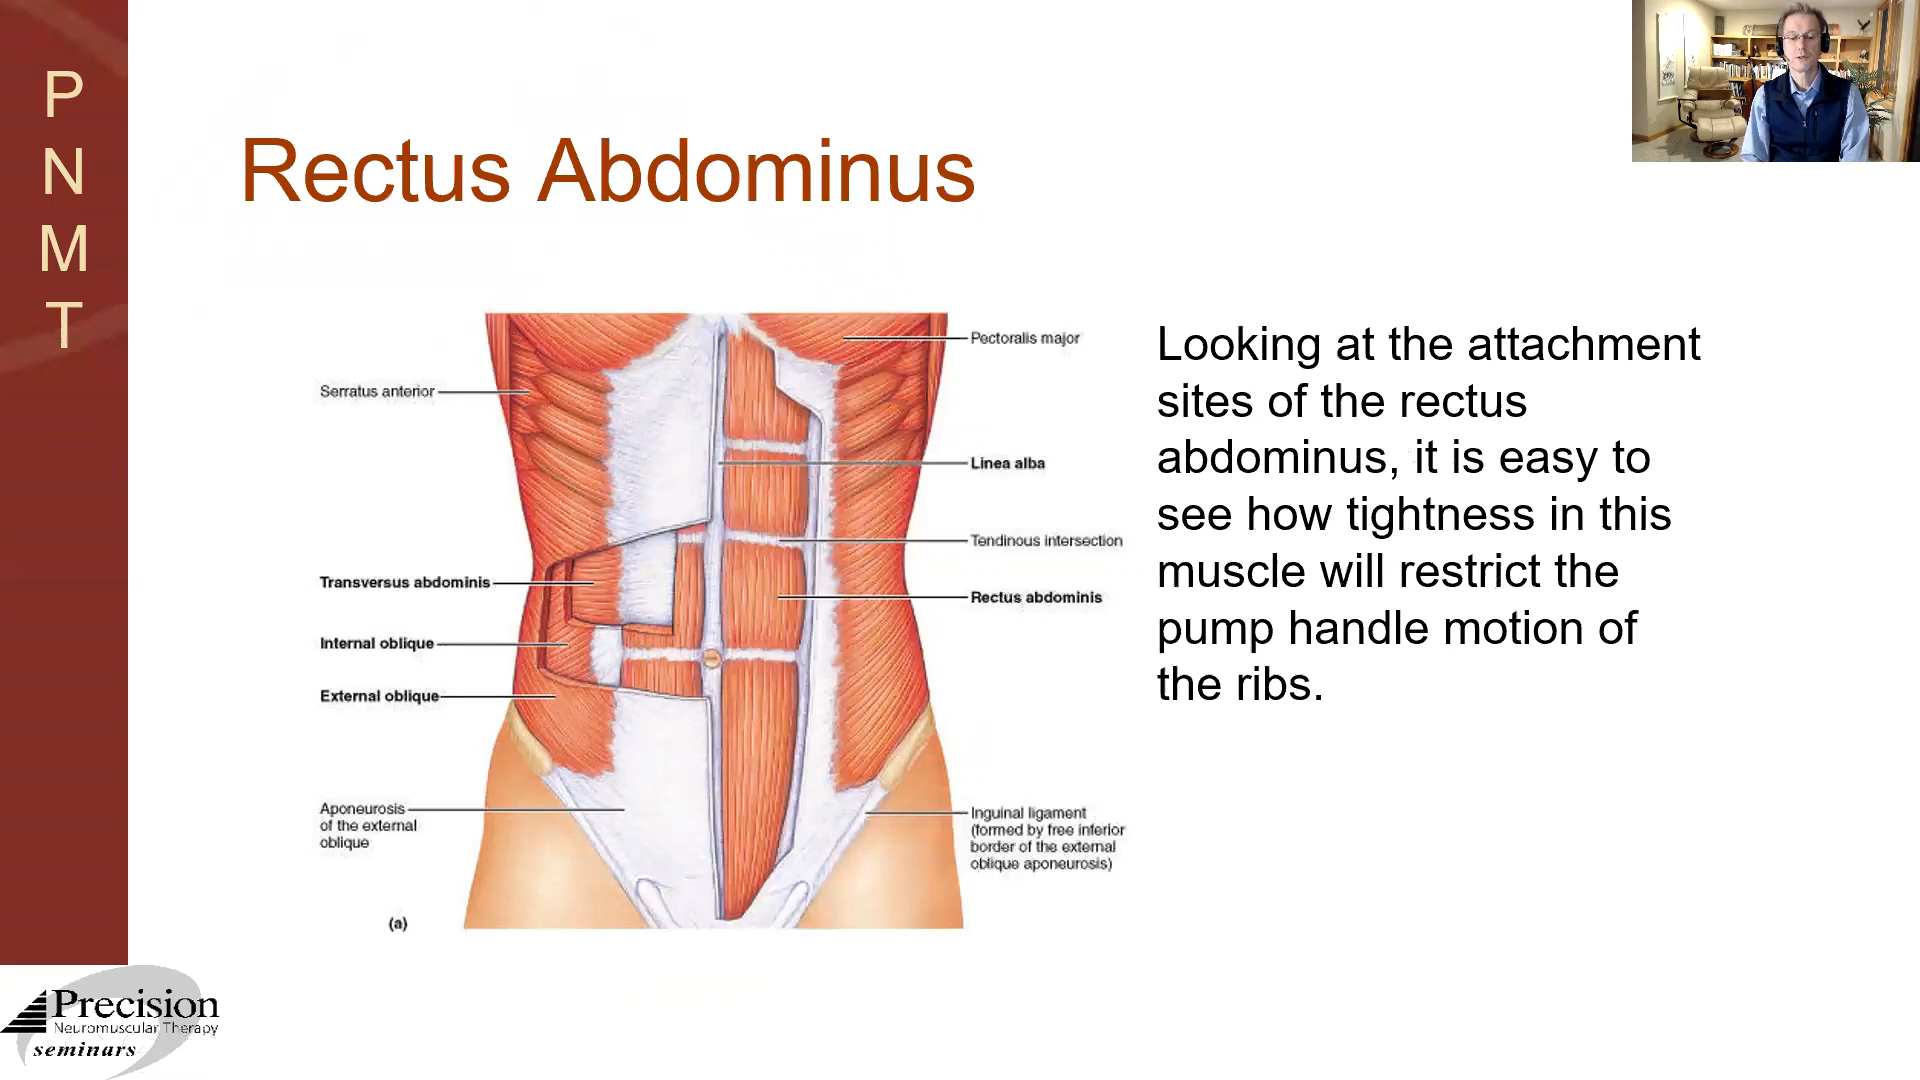 P
N
M
T
Rectus Abdominus
Serratus anterior
Transversus abdominis
Internal oblique
External oblique
Aponeurosis
of the external
oblique
(a)
Pectoralis major
Linea alba
Tendinous intersection
Rectus abdominis
Inguinal ligament
(formed by free inferior
border of the external
oblique aponeurosis)
Looking at the attachment
sites of the rectus
abdominus, it is easy to
see how tightness in this
muscle will restrict the
pump handle motion of
the ribs.
Precision
Neuromuscular Therapy
seminars